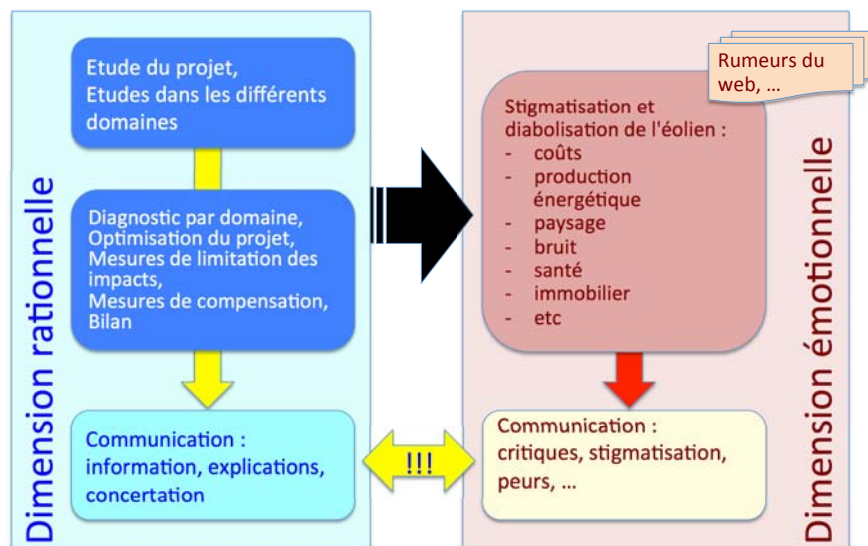 Dimension rationnelle
Etude du projet,
Etudes dans les différents
domaines
Diagnostic par domaine,
Optimisation du projet,
Mesures de limitation des
impacts,
Mesures de compensation,
Bilan
Communication :
information, explications,
concertation
!!!
Rumeurs du
web, ...
Stigmatisation et
diabolisation de l'éolien :
- coûts
- production
énergétique
- paysage
- bruit
- santé
- immobilier
- etc
Communication :
critiques, stigmatisation,
peurs, ...
Dimension émotionnelle